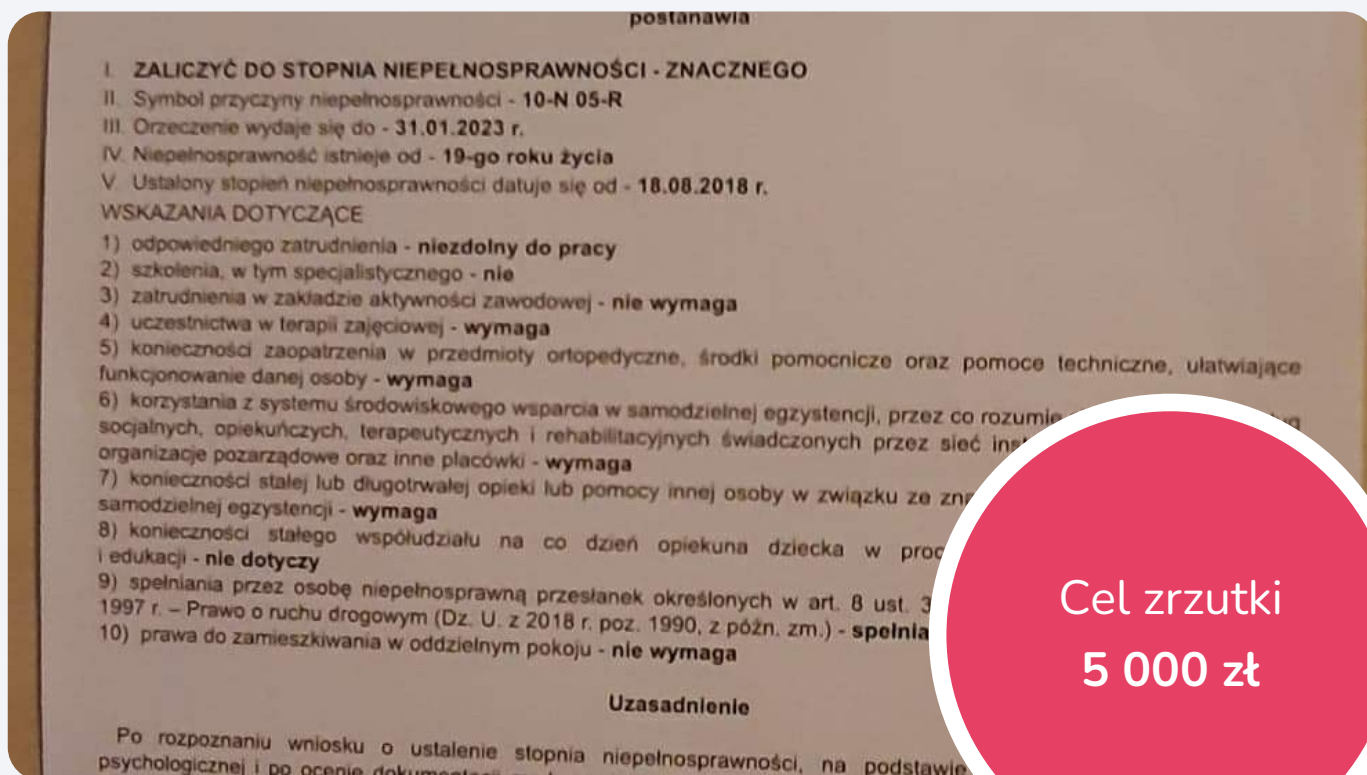 postanawia
I. ZALICZYĆ DO STOPNIA NIEPEŁNOSPRAWNOŚCI - ZNACZNEGO
II. Symbol przyczyny niepełnosprawności - 10-N 05-R
III. Orzeczenie wydaje się do - 31.01.2023 r.
IV. Niepełnosprawność istnieje od - 19-go roku życia
V. Ustalony stopień niepełnosprawności datuje się od - 18.08.2018 r.
WSKAZANIA DOTYCZĄCE
1) odpowiedniego zatrudnienia - niezdolny do pracy
2) szkolenia, w tym specjalistycznego - nie
3) zatrudnienia w zakładzie aktywności zawodowej - nie wymaga
4) uczestnictwa w terapii zajęciowej - wymaga
5) konieczności zaopatrzenia w przedmioty ortopedyczne, środki pomocnicze oraz pomoce techniczne, ułatwiające
funkcjonowanie danej osoby - wymaga
6) korzystania z systemu środowiskowego wsparcia w samodzielnej egzystencji, przez co
socjalnych, opiekuńczych, terapeutycznych i rehabilitacyjnych świadczonych przez sieć
organizacje pozarządowe oraz inne placówki - wymaga
7) konieczności stałej lub długotrwałej opieki lub pomocy innej osoby w związku ze
samodzielnej egzystencji - wymaga
8) konieczności stałego współudziału na co dzień opiekuna dziecka w
i edukacji - nie dotyczy
9) spełniania przez osobę niepełnosprawną przesłanek określonych w art. 8 ust.
1997 r. – Prawo o ruchu drogowym (Dz. U. z 2018 r. poz. 1990, z późn. zm.) - spełnia
10) prawa do zamieszkiwania w oddzielnym pokoju - nie wymaga
Uzasadnienie
Po rozpoznaniu wniosku o ustalenie stopnia niepełnosprawności, na podstawie
psychologicznej i po ocenie
Cel zrzutki
5 000 zł